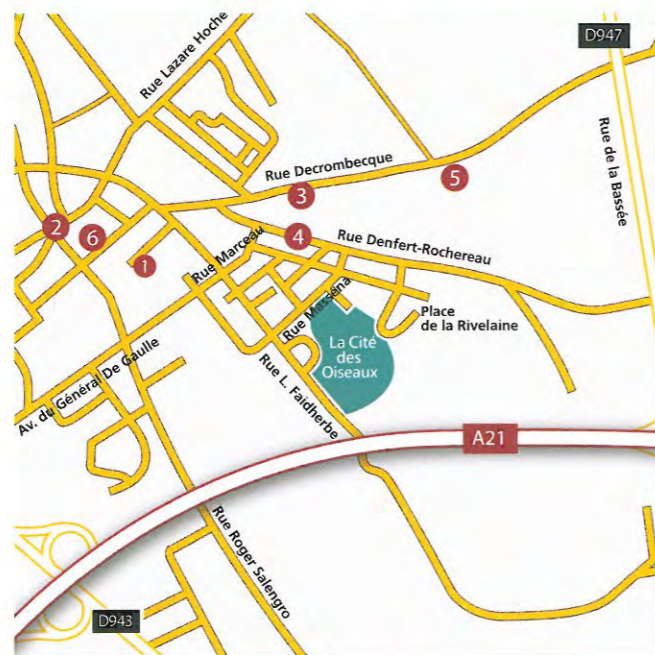 D947
Rue Lazare Hoche
Rue de la Bassée
Rue Decrombecque
5
3
2
6
4
1
Rue Marceau
Rue Denfert-Rochereau
Rue Masséna
Place
de la Rivelaine
La Cité
des
Oiseaux
Av. du Général De Gaulle
Rue L. Faidherbe
A21
Rue Roger Salengro
D943